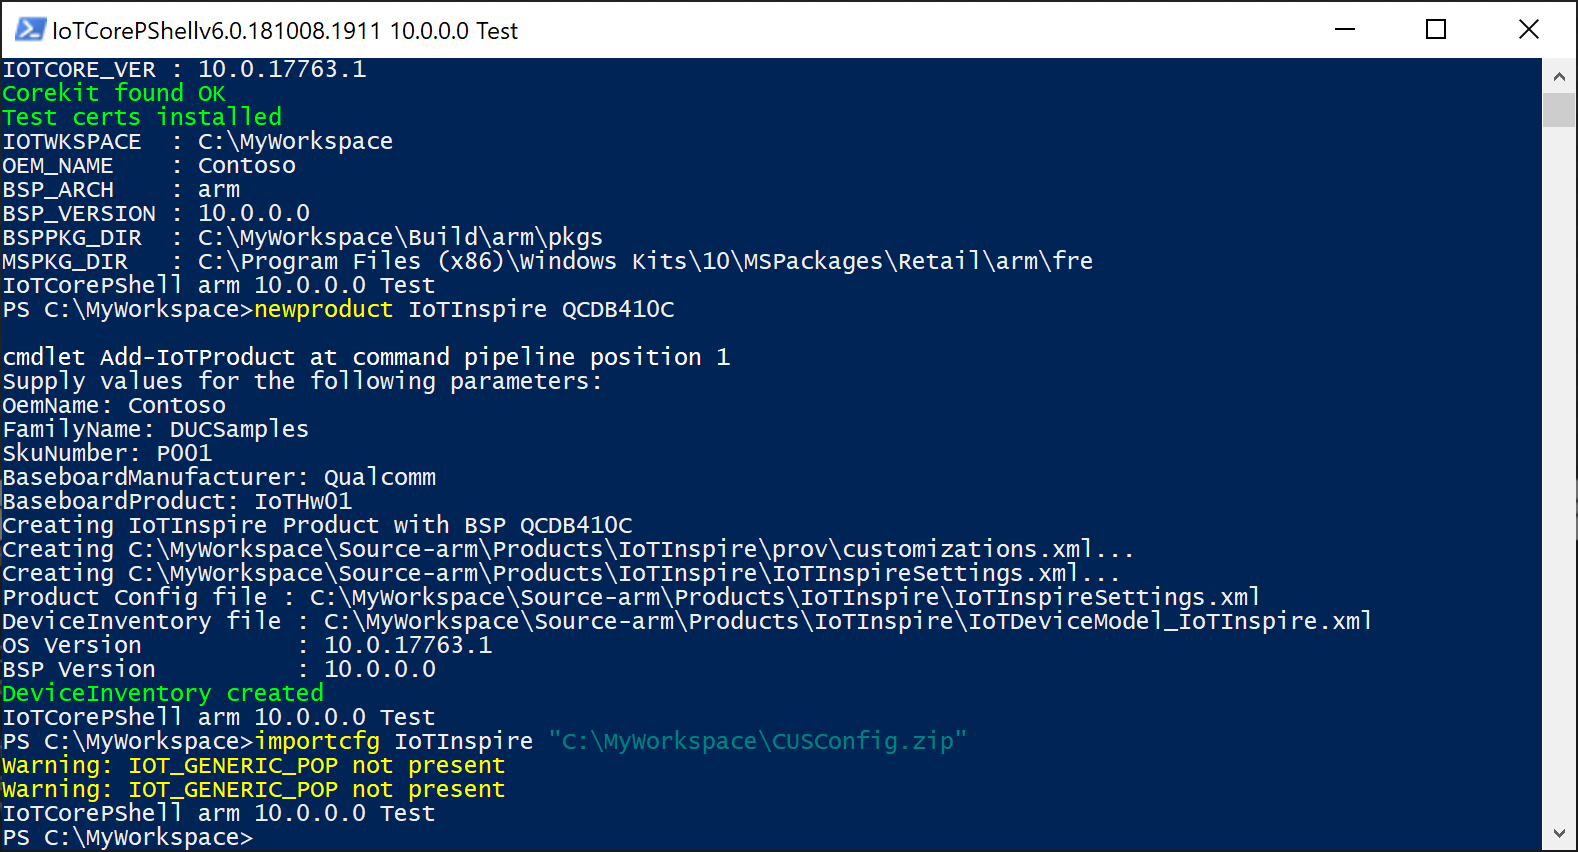 IoTCorePShellv6.0.181008.1911 10.0.0.0 Test
IOTCORE_VER : 10.0.17763.1
Corekit found OK
Test certs installed
IOTWKSPACE  : C:\MyWorkspace
OEM_NAME    : Contoso
BSP_ARCH    : arm
BSP_VERSION : 10.0.0.0
BSPPKG_DIR  : C:\MyWorkspace\Build\arm\pkgs
MSPKG_DIR   : C:\Program Files (x86)\Windows Kits\10\MSPackages\Retail\arm\fre
IoTCorePShell arm 10.0.0.0 Test
PS C:\MyWorkspace>newproduct IoTInspire QCDB410C
cmdlet Add-IoTProduct at command pipeline position 1
Supply values for the following parameters:
OemName: Contoso
FamilyName: DUCSamples
SkuNumber: P001
BaseboardManufacturer: Qualcomm
BaseboardProduct: IoTHw01
Creating IoTInspire Product with BSP QCDB410C
Creating C:\MyWorkspace\Source-arm\Products\IoTInspire\prov\customizations.xml...
Creating C:\MyWorkspace\Source-arm\Products\IoTInspire\IoTInspireSettings.xml...
Product Config file : C:\MyWorkspace\Source-arm\Products\IoTInspire\IoTInspireSettings.xml
DeviceInventory file : C:\MyWorkspace\Source-arm\Products\IoTInspire\IoTDeviceModel_IoTInspire.xml
OS Version           : 10.0.17763.1
BSP Version          : 10.0.0.0
DeviceInventory created
IoTCorePShell arm 10.0.0.0 Test
PS C:\MyWorkspace>importcfg IoTInspire "C:\MyWorkspace\CUSConfig.zip"
Warning: IOT_GENERIC_POP not present
Warning: IOT_GENERIC_POP not present
IoTCorePShell arm 10.0.0.0 Test
PS C:\MyWorkspace>